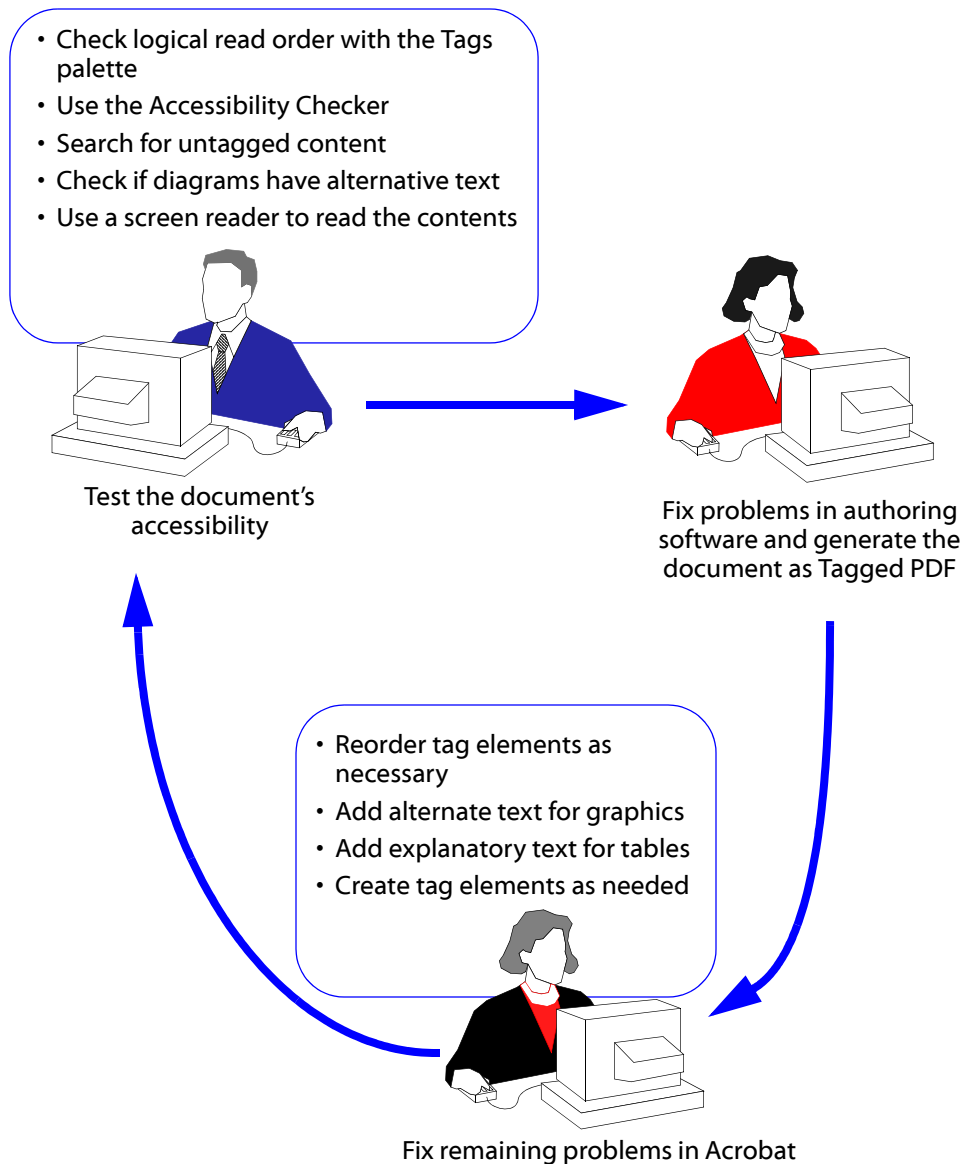 • Check logical read order with the Tags
palette
• Use the Accessibility Checker
• Search for untagged content
• Check if diagrams have alternative text
• Use a screen reader to read the contents
Test the document’s
accessibility
Fix problems in authoring
software and generate the
document as Tagged PDF
• Reorder tag elements as
necessary
• Add alternate text for graphics
• Add explanatory text for tables
• Create tag elements as needed
Fix remaining problems in Acrobat